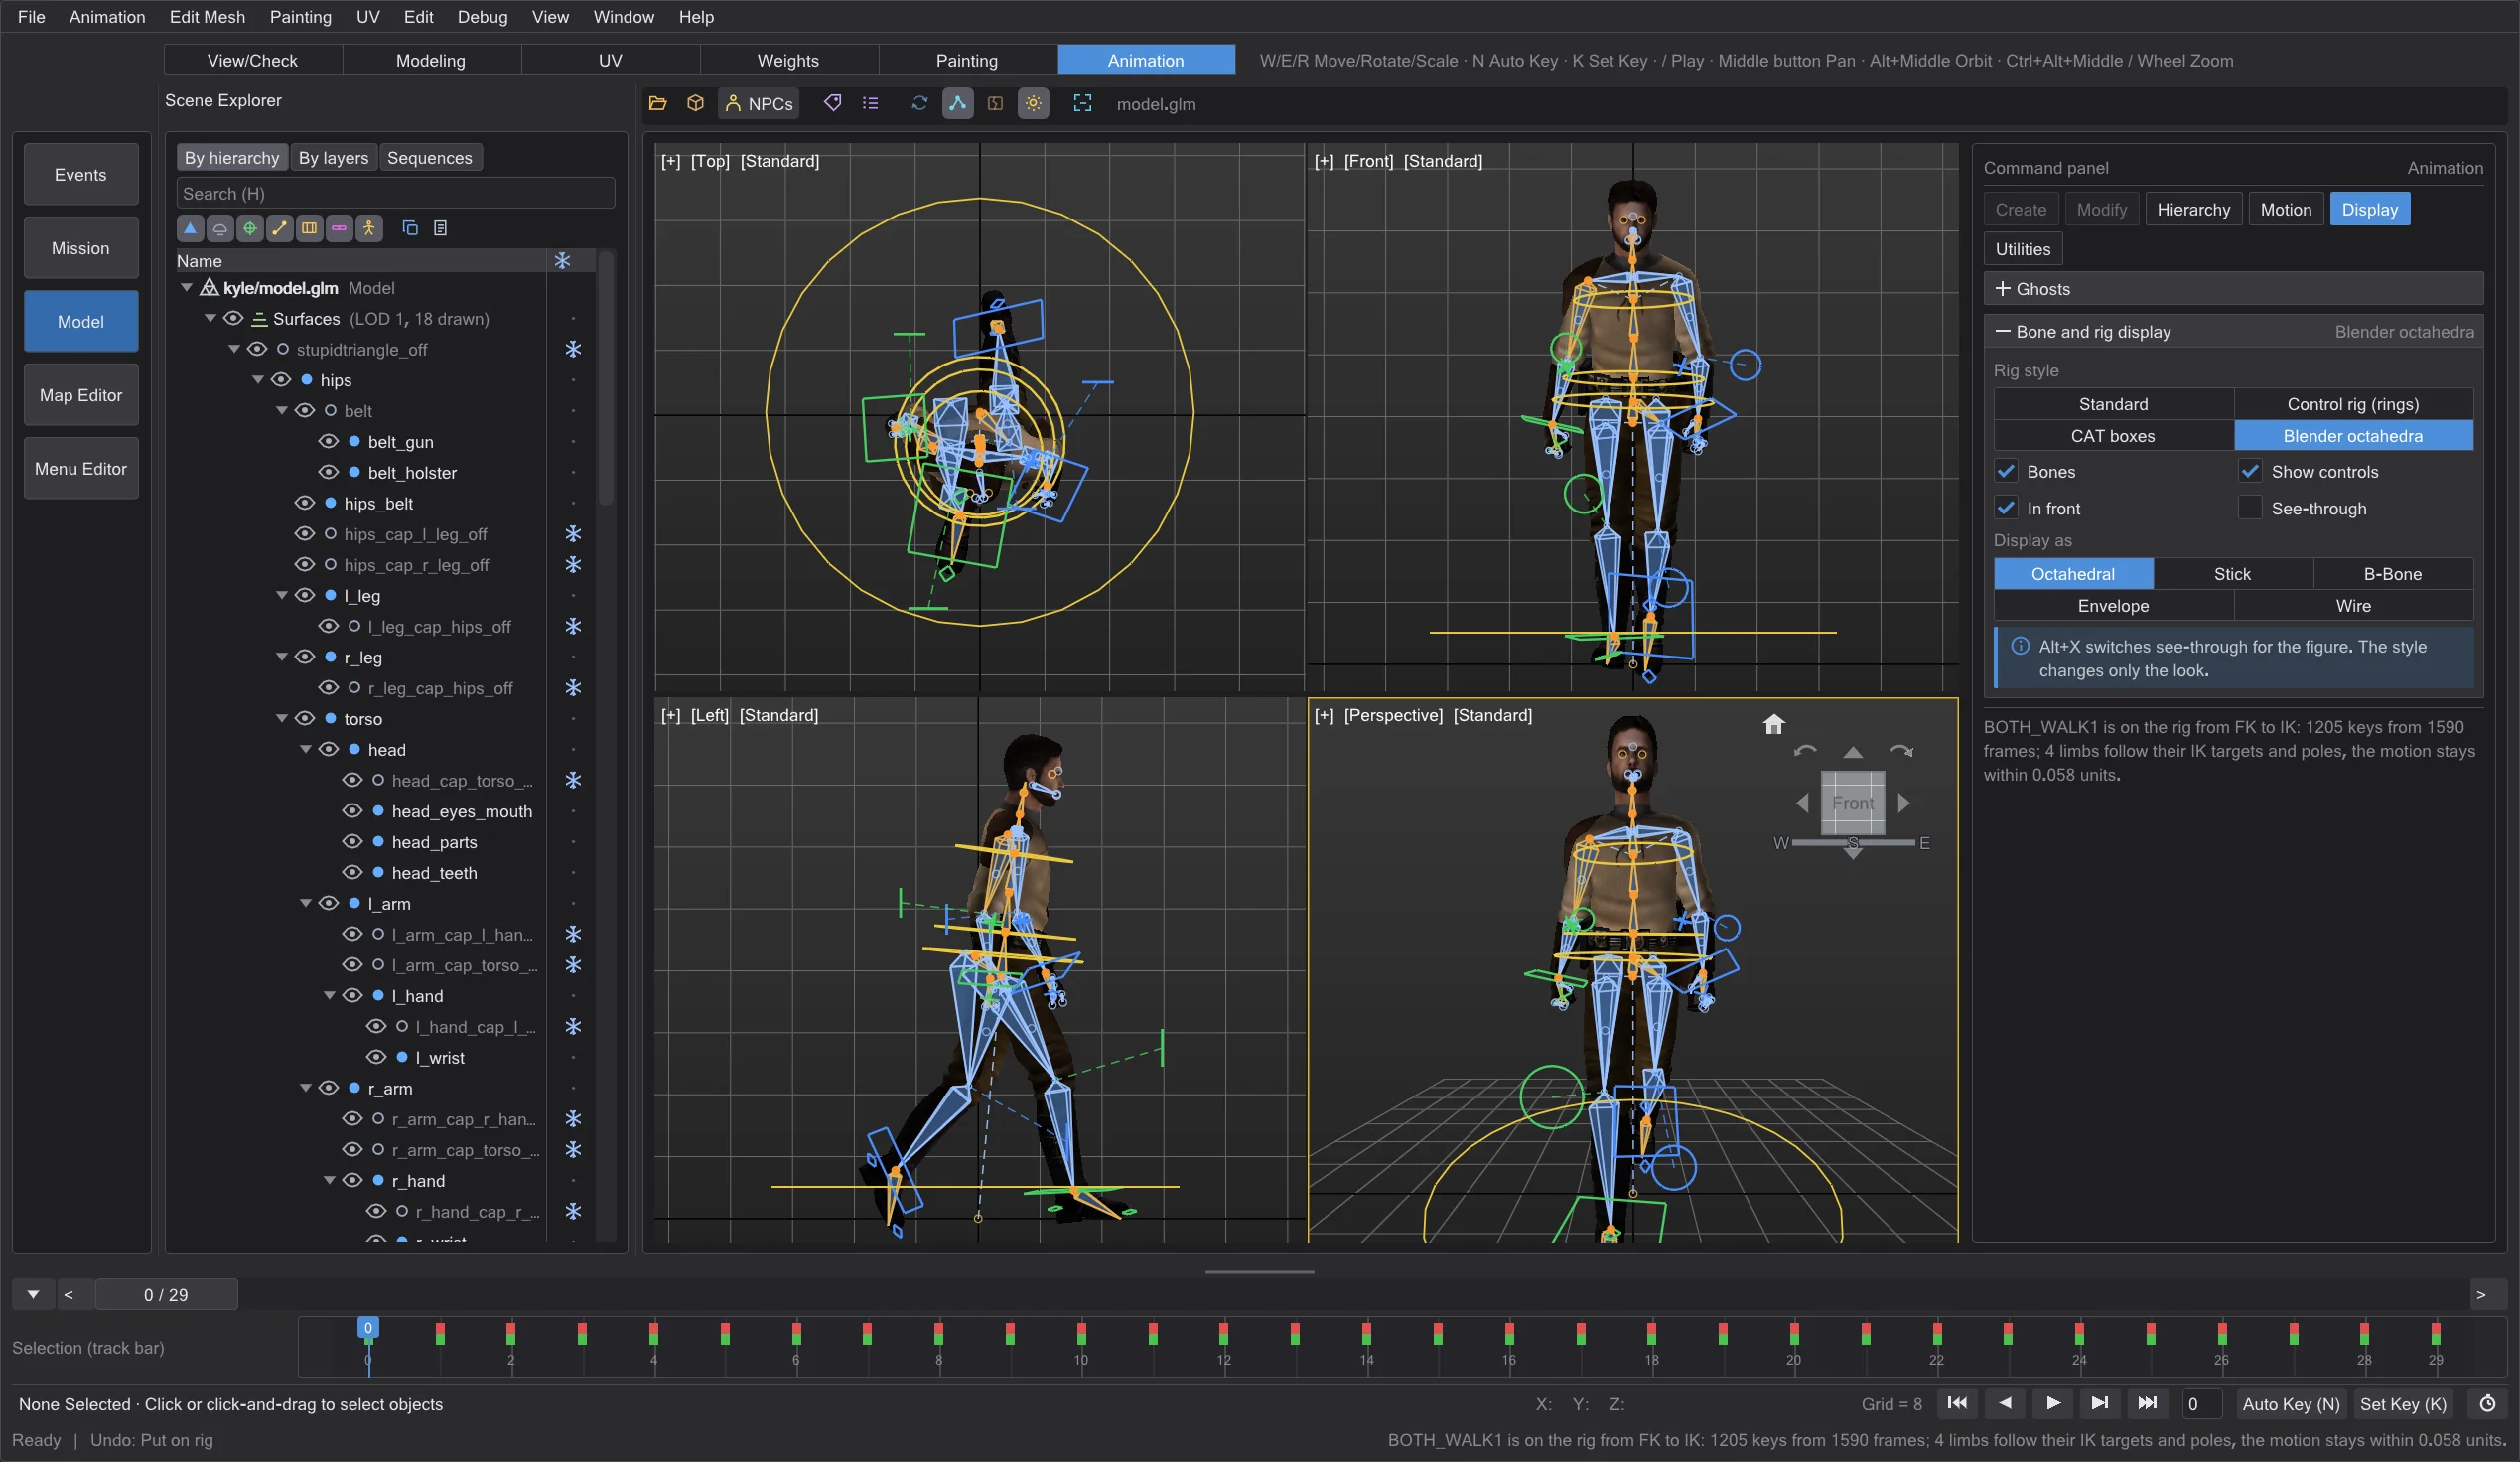 File Animation Edit Mesh Painting UV Edit Debug View Window Help
View/Check Modeling UV Weights Painting Animation W/E/R Move/Rotate/Scale · N Auto Key · K Set Key · / Play · Middle button Pan · Alt+Middle Orbit · Ctrl+Alt+Middle / Wheel Zoom
Scene Explorer
NPCs model.glm
Events
Mission
Model
Map Editor
Menu Editor
By hierarchy By layers Sequences
Search (H)
Name
kyle/model.glm Model
Surfaces (LOD 1, 18 drawn)
stupidtriangle_off
hips
belt
belt_gun
belt_holster
hips_belt
hips_cap_l_leg_off
hips_cap_r_leg_off
l_leg
l_leg_cap_hips_off
r_leg
r_leg_cap_hips_off
torso
head
head_cap_torso_...
head_eyes_mouth
head_parts
head_teeth
l_arm
l_arm_cap_l_han...
l_arm_cap_torso_...
l_hand
l_hand_cap_l_...
l_wrist
r_arm
r_arm_cap_r_han...
r_arm_cap_torso_...
r_hand
r_hand_cap_r_...
r_wrist
[+] [Top] [Standard]
[+] [Front] [Standard]
[+] [Left] [Standard]
[+] [Perspective] [Standard]
Front
W S E
Command panel Animation
Create Modify Hierarchy Motion Display
Utilities
Ghosts
Bone and rig display Blender octahedra
Rig style
Standard Control rig (rings)
CAT boxes Blender octahedra
Bones Show controls
In front See-through
Display as
Octahedral Stick B-Bone
Envelope Wire
Alt+X switches see-through for the figure. The style
changes only the look.
BOTH_WALK1 is on the rig from FK to IK: 1205 keys from 1590
frames; 4 limbs follow their IK targets and poles, the motion stays
within 0.058 units.
< 0 / 29 >
0
Selection (track bar)
0 2 4 6 8 10 12 14 16 18 20 22 24 26 28 29
None Selected · Click or click-and-drag to select objects X: Y: Z: Grid = 8 0 Auto Key (N) Set Key (K)
Ready | Undo: Put on rig BOTH_WALK1 is on the rig from FK to IK: 1205 keys from 1590 frames; 4 limbs follow their IK targets and poles, the motion stays within 0.058 units.